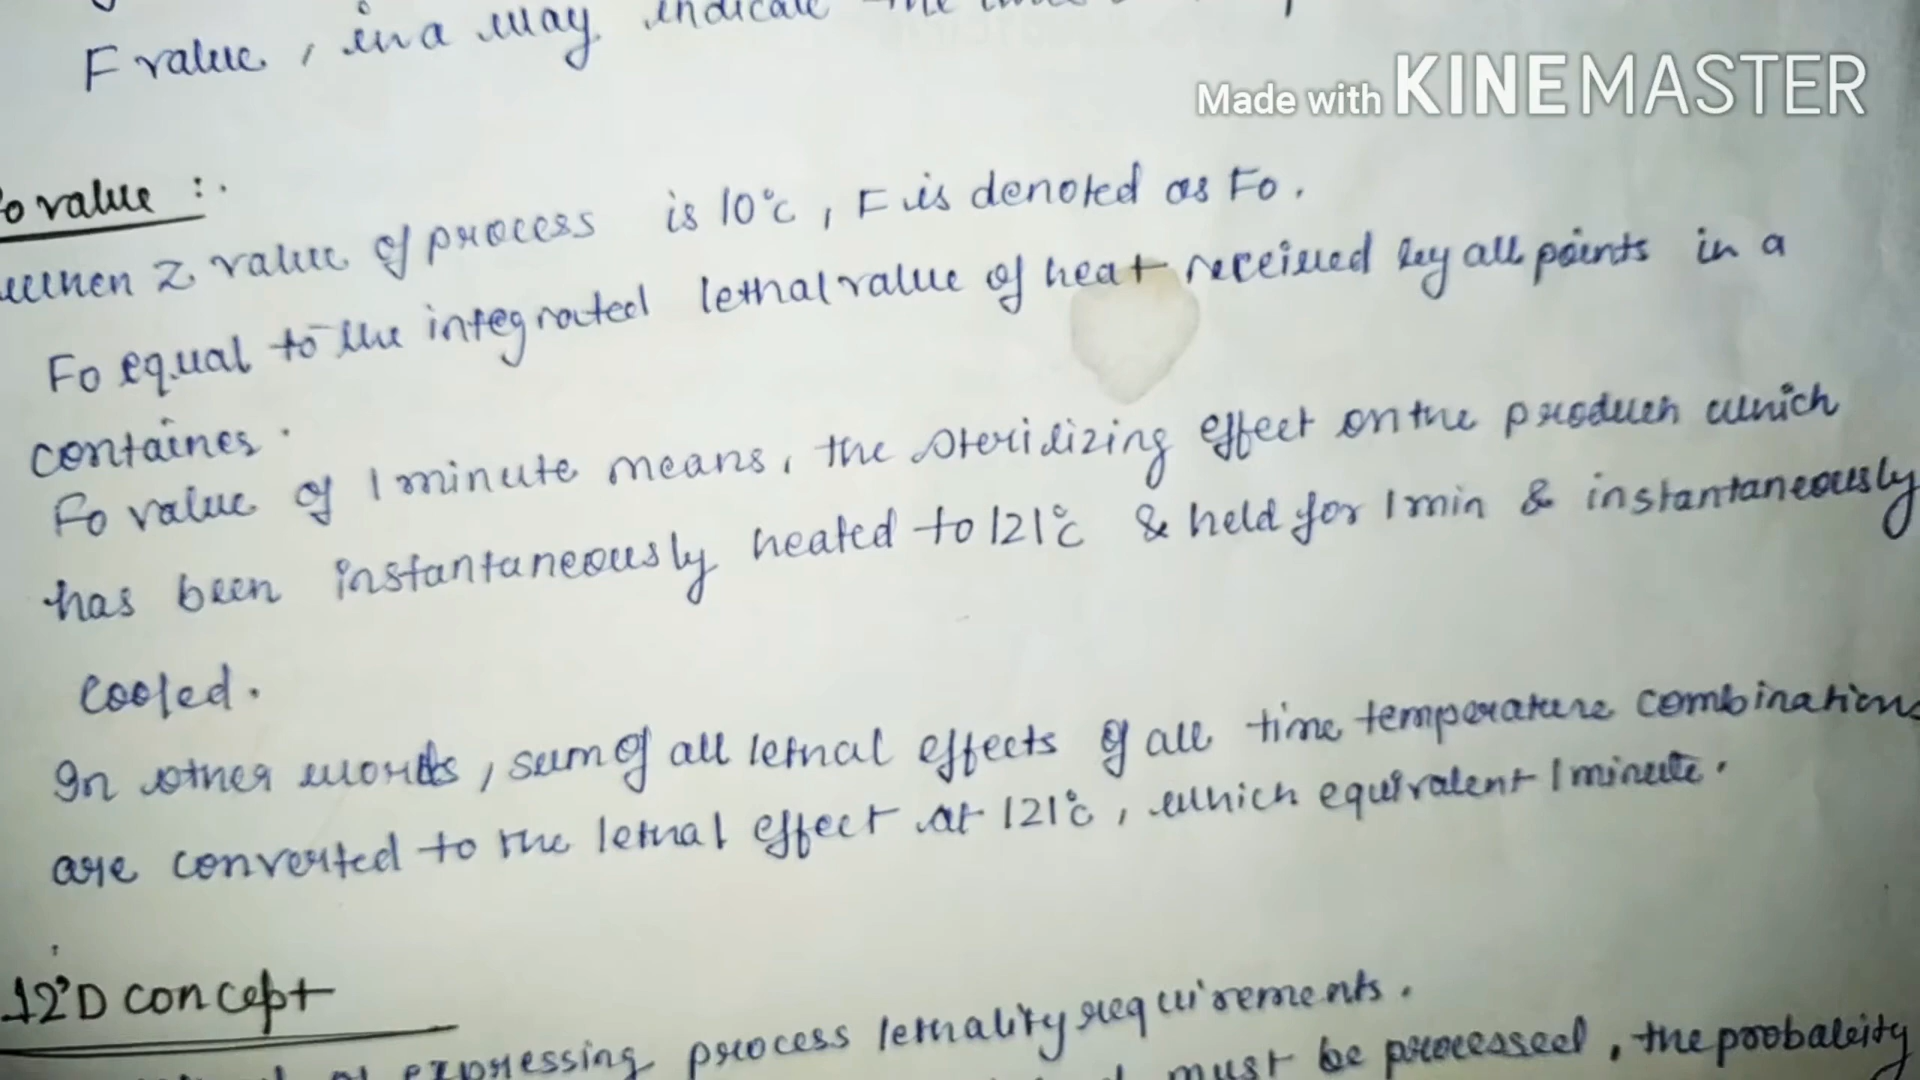 F value, in a way indicate
Made with KINEMASTER
o value :.
when z value of process is 10°c, F is denoted as Fo.
Fo equal to the integrated lethal value of heat received by all points in a
containes.
Fo value of 1 minute means, the sterilizing effect on the product which
has been instantaneously heated to 121°c & held for 1 min & instantaneously
cooled.
In other words, sum of all lethal effects of all time temperature combinations
are converted to the lethal effect at 121°c, which equivalent 1 minute.
12'D concept
expressing process lethality requirements.
must be processed, the probability